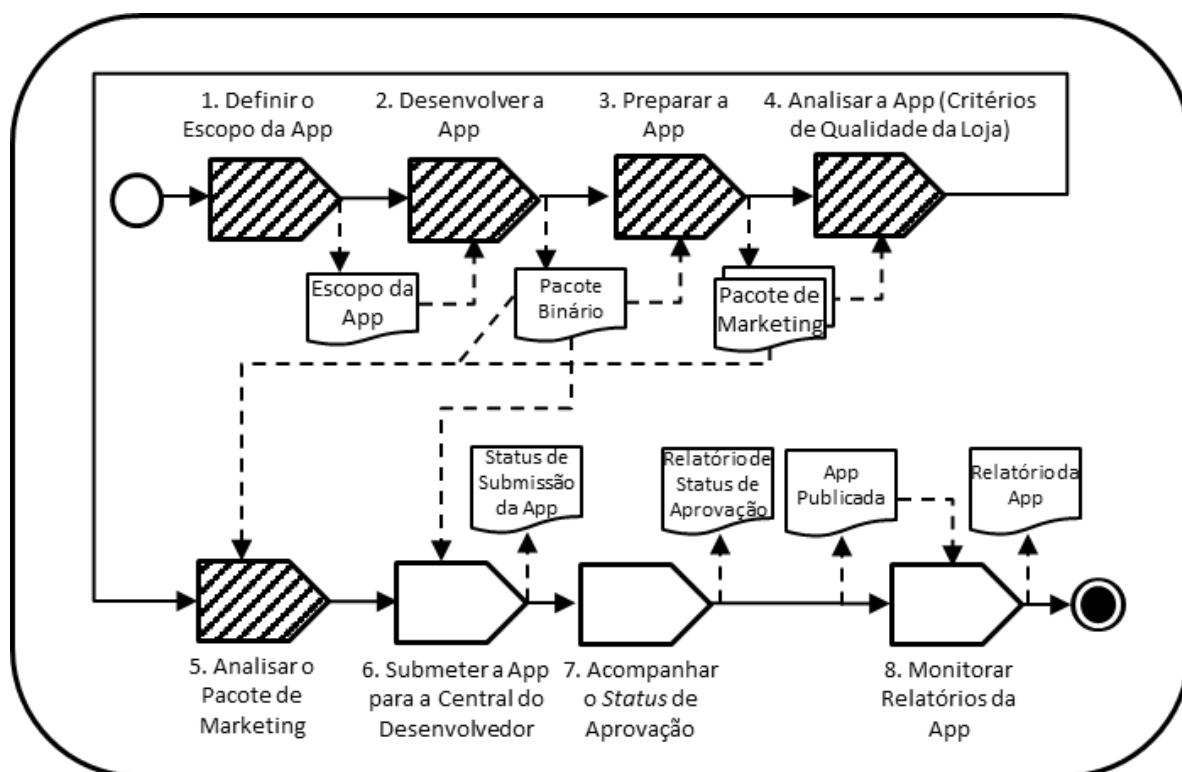 1. Definir o
Escopo da App
2. Desenvolver a
App
3. Preparar a
App
4. Analisar a App (Critérios
de Qualidade da Loja)
Escopo da
App
Pacote
Binário
Pacote de
Marketing
Status de
Submissão
da App
Relatório de
Status de
Aprovação
App
Publicada
Relatório da
App
5. Analisar o
Pacote de
Marketing
6. Submeter a App
para a Central do
Desenvolvedor
7. Acompanhar
o Status de
Aprovação
8. Monitorar
Relatórios da
App